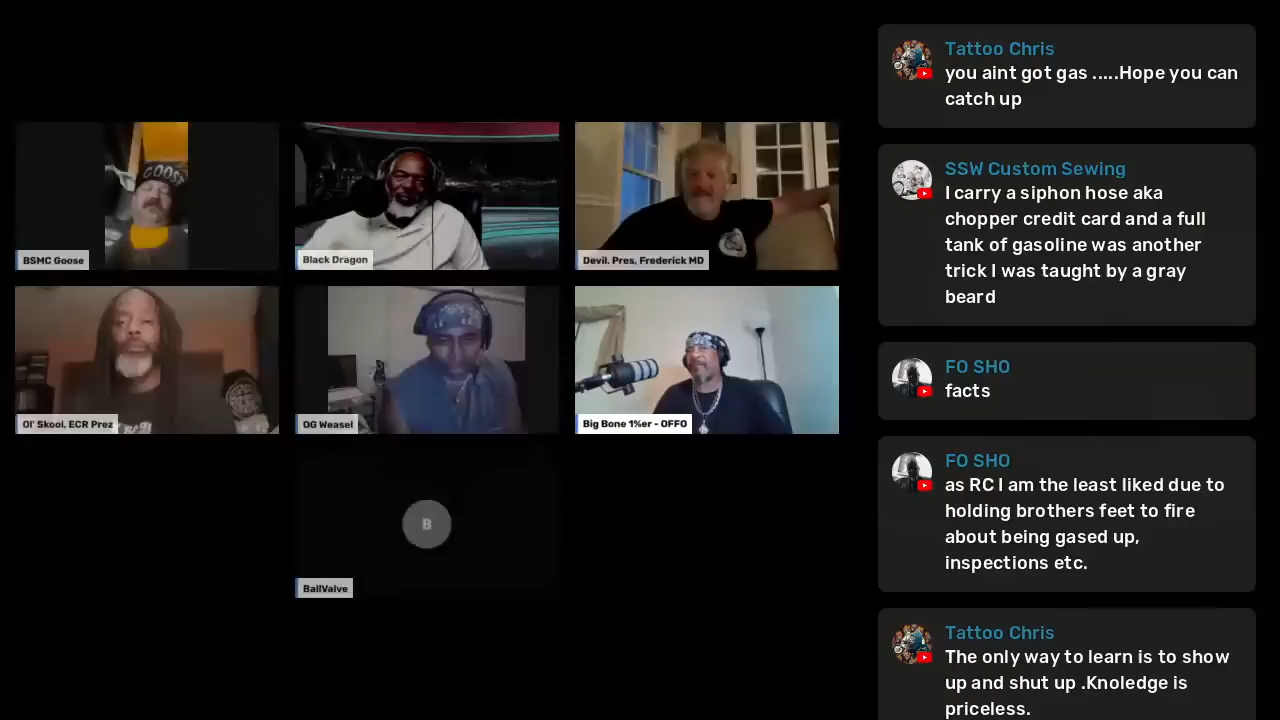 GOOSE
BSMC Goose
Black Dragon
Devil. Pres. Frederick MD
Ol' Skool, ECR Prez
OG Weasel
Big Bone 1%er - OFFO
B
BallValve
Tattoo Chris
you aint got gas .....Hope you can
catch up
SSW Custom Sewing
I carry a siphon hose aka
chopper credit card and a full
tank of gasoline was another
trick I was taught by a gray
beard
FO SHO
facts
FO SHO
as RC I am the least liked due to
holding brothers feet to fire
about being gased up,
inspections etc.
Tattoo Chris
The only way to learn is to show
up and shut up .Knoledge is
priceless.